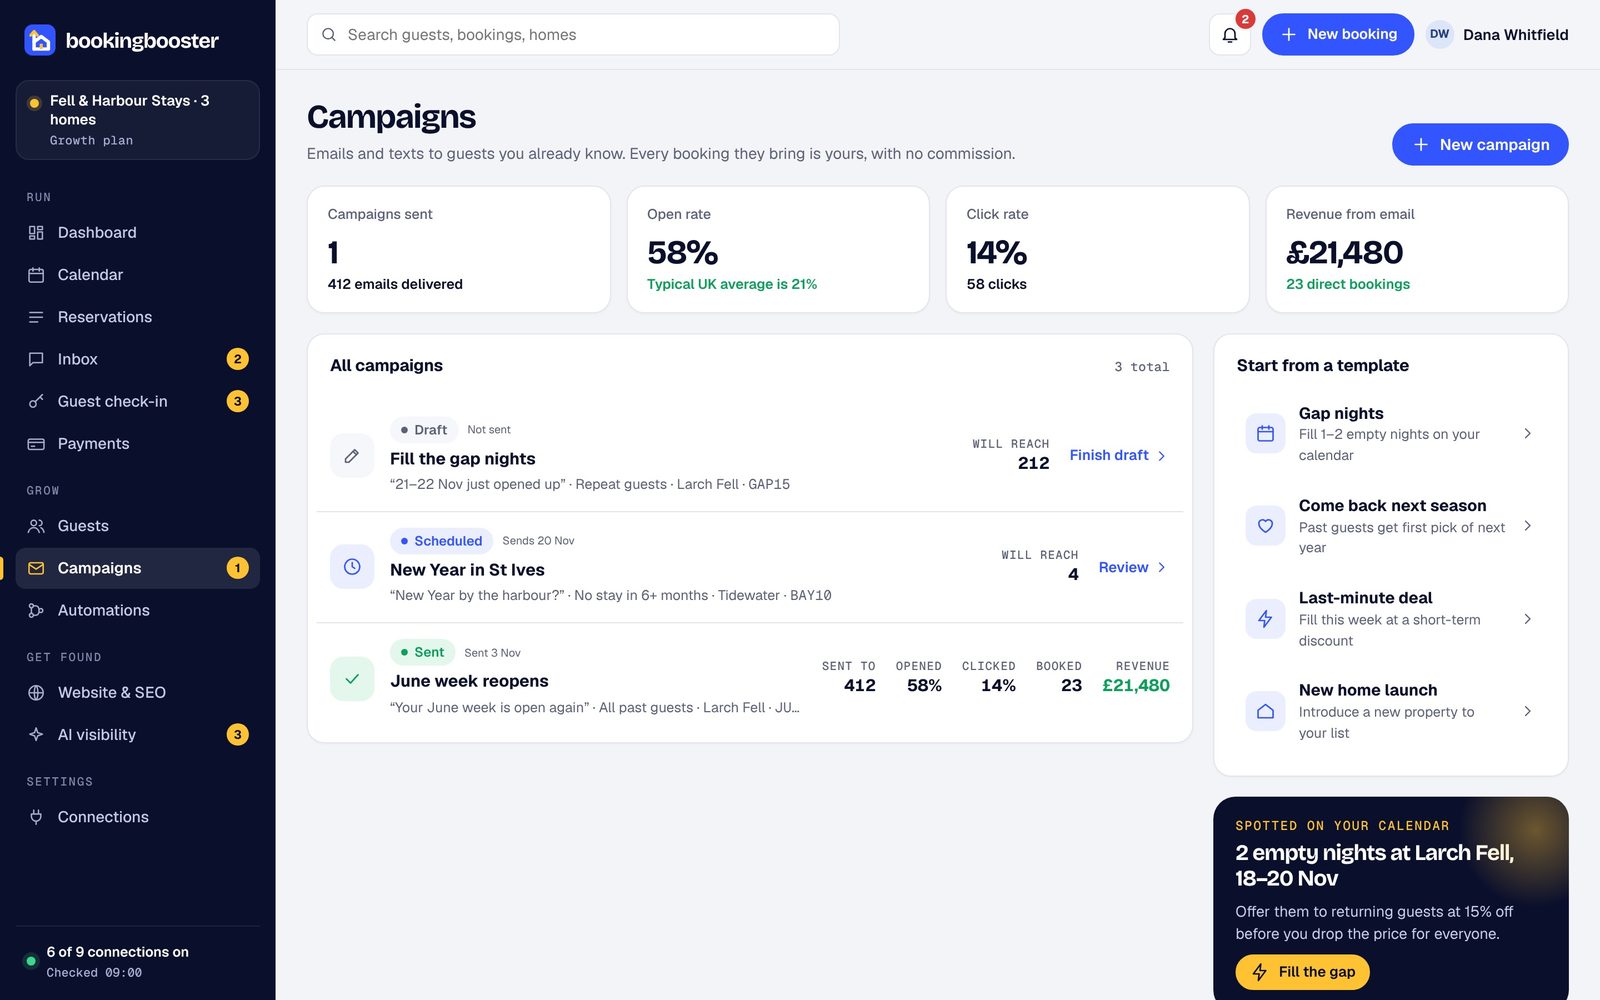 bookingbooster
Fell & Harbour Stays · 3
homes
Growth plan
RUN
Dashboard
Calendar
Reservations
Inbox 2
Guest check-in 3
Payments
GROW
Guests
Campaigns 1
Automations
GET FOUND
Website & SEO
AI visibility 3
SETTINGS
Connections
6 of 9 connections on
Checked 09:00
Search guests, bookings, homes
2
New booking
DW Dana Whitfield
Campaigns
Emails and texts to guests you already know. Every booking they bring is yours, with no commission.
New campaign
Campaigns sent
1
412 emails delivered
Open rate
58%
Typical UK average is 21%
Click rate
14%
58 clicks
Revenue from email
£21,480
23 direct bookings
All campaigns 3 total
Draft Not sent
Fill the gap nights
“21–22 Nov just opened up” · Repeat guests · Larch Fell · GAP15
WILL REACH
212
Finish draft
Scheduled Sends 20 Nov
New Year in St Ives
“New Year by the harbour?” · No stay in 6+ months · Tidewater · BAY10
WILL REACH
4
Review
Sent Sent 3 Nov
June week reopens
“Your June week is open again” · All past guests · Larch Fell · JU…
SENT TO OPENED CLICKED BOOKED REVENUE
412 58% 14% 23 £21,480
Start from a template
Gap nights
Fill 1–2 empty nights on your
calendar
Come back next season
Past guests get first pick of next
year
Last-minute deal
Fill this week at a short-term
discount
New home launch
Introduce a new property to
your list
SPOTTED ON YOUR CALENDAR
2 empty nights at Larch Fell,
18–20 Nov
Offer them to returning guests at 15% off
before you drop the price for everyone.
Fill the gap